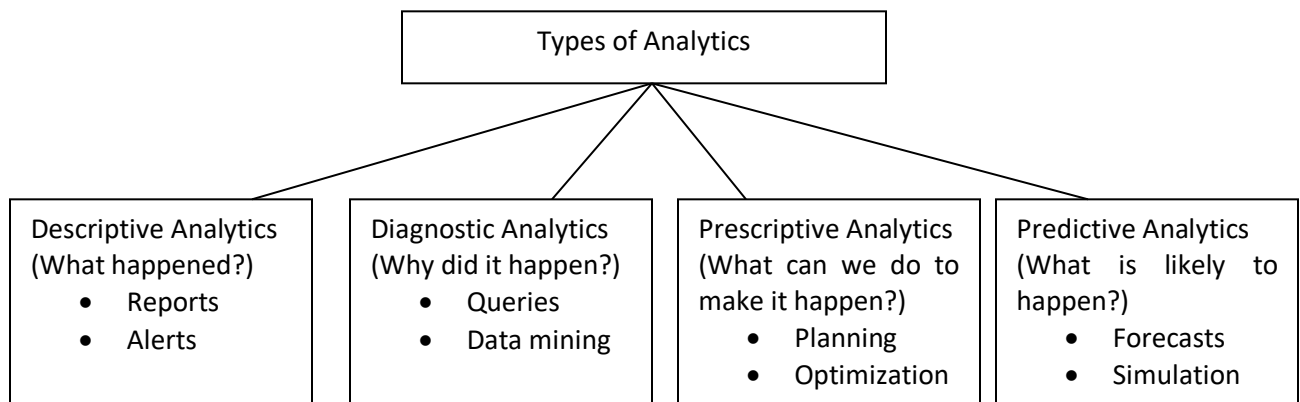 Types of Analytics
Descriptive Analytics
(What happened?)
• Reports
• Alerts
Diagnostic Analytics
(Why did it happen?)
• Queries
• Data mining
Prescriptive Analytics
(What can we do to
make it happen?)
• Planning
• Optimization
Predictive Analytics
(What is likely to
happen?)
• Forecasts
• Simulation